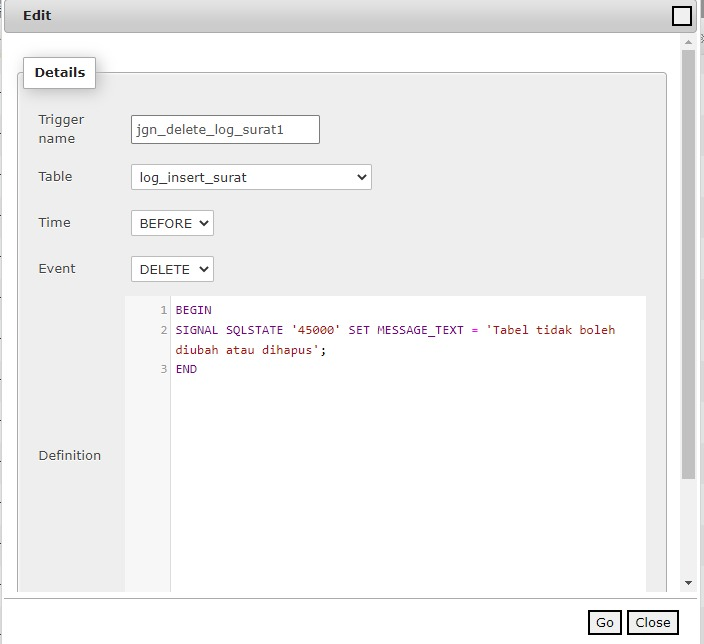 Edit
Details
Trigger
name
jgn_delete_log_surat1
Table
log_insert_surat
Time
BEFORE
Event
DELETE
Definition
1 BEGIN
2 SIGNAL SQLSTATE '45000' SET MESSAGE_TEXT = 'Tabel tidak boleh
diubah atau dihapus';
3 END
Go
Close